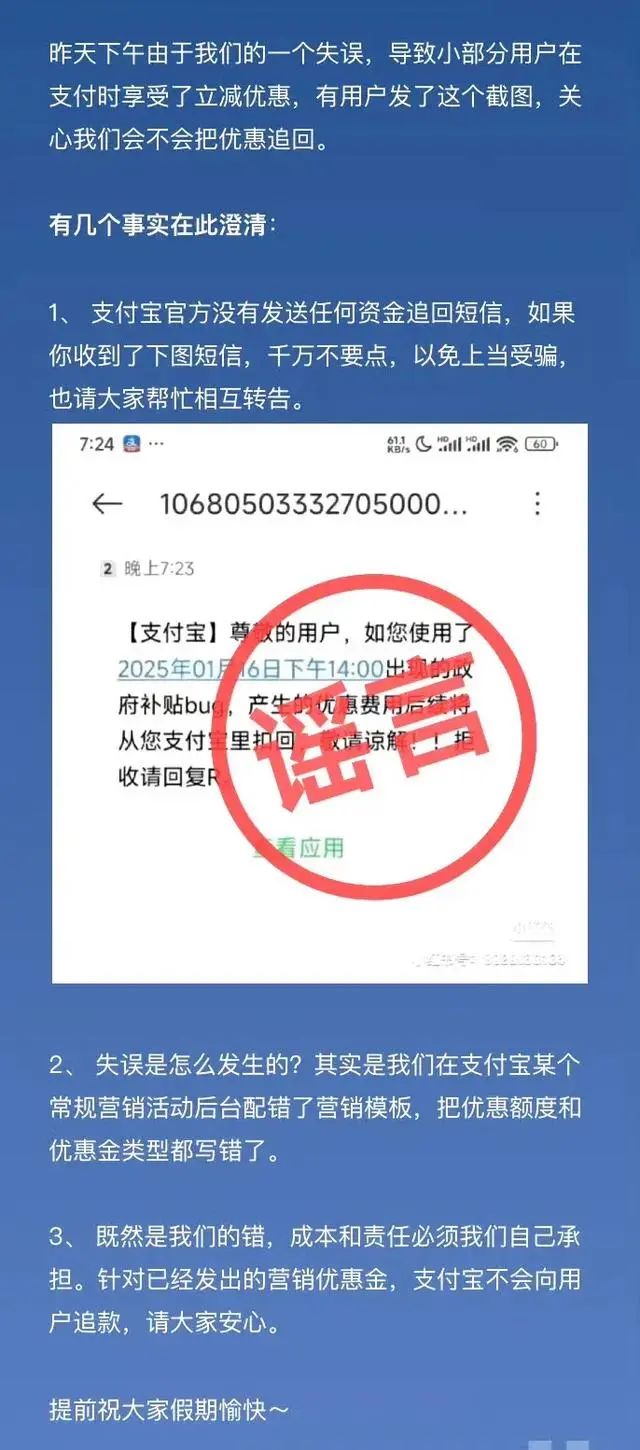 昨天下午由于我们的一个失误，导致小部分用户在
支付时享受了立减优惠，有用户发了这个截图，关
心我们会不会把优惠追回。
有几个事实在此澄清：
1、 支付宝官方没有发送任何资金追回短信，如果
你收到了下图短信，千万不要点，以免上当受骗，
也请大家帮忙相互转告。
7:24 ··· 61.1 KB/s HD HD 60
10680503332705000...
2 晚上7:23
【支付宝】尊敬的用户，如您使用了
2025年01月16日下午14:00出现的政
府补贴bug，产生的优惠费用后续将
从您支付宝里扣回，敬请谅解！！拒
收请回复R。
谣言
查看应用
2、 失误是怎么发生的？其实是我们在支付宝某个
常规营销活动后台配错了营销模板，把优惠额度和
优惠金类型都写错了。
3、 既然是我们的错，成本和责任必须我们自己承
担。针对已经发出的营销优惠金，支付宝不会向用
户追款，请大家安心。
提前祝大家假期愉快～